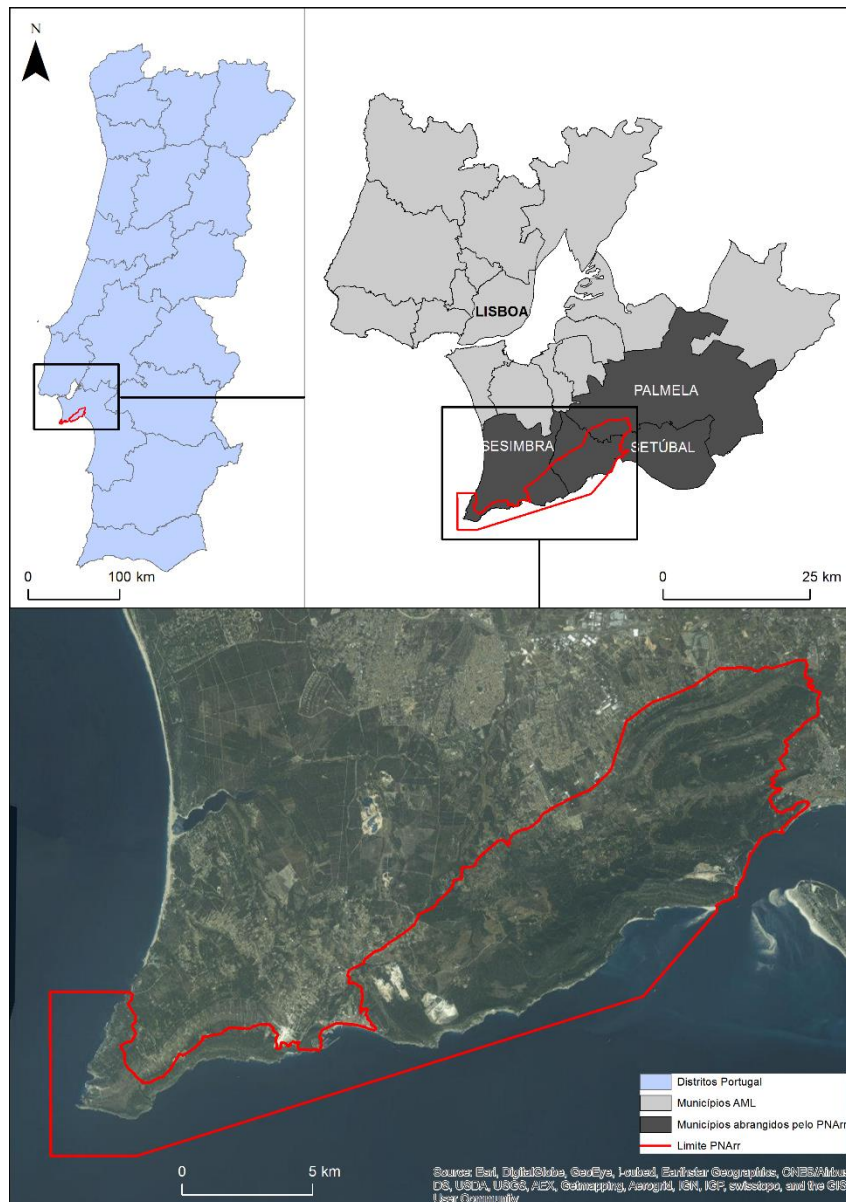 N
LISBOA
PALMELA
SESIMBRA
SETÚBAL
0 100 km
0 25 km
Distritos Portugal
Municípios AML
Municípios abrangidos pelo PNArr
Limite PNArr
0 5 km
Source: Esri, DigitalGlobe, GeoEye, i-cubed, Earthstar Geographics, CNES/Airbus
DS, USDA, USGS, AEX, Getmapping, Aerogrid, IGN, IGP, swisstopo, and the GIS
User Community